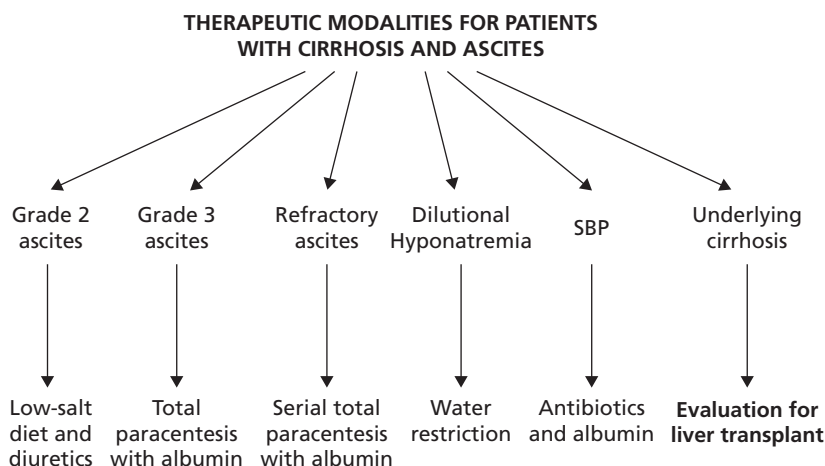 THERAPEUTIC MODALITIES FOR PATIENTS
WITH CIRRHOSIS AND ASCITES
Grade 2
ascites
Grade 3
ascites
Refractory
ascites
Dilutional
Hyponatremia
SBP
Underlying
cirrhosis
Low-salt
diet and
diuretics
Total
paracentesis
with albumin
Serial total
paracentesis
with albumin
Water
restriction
Antibiotics
and albumin
Evaluation for
liver transplant